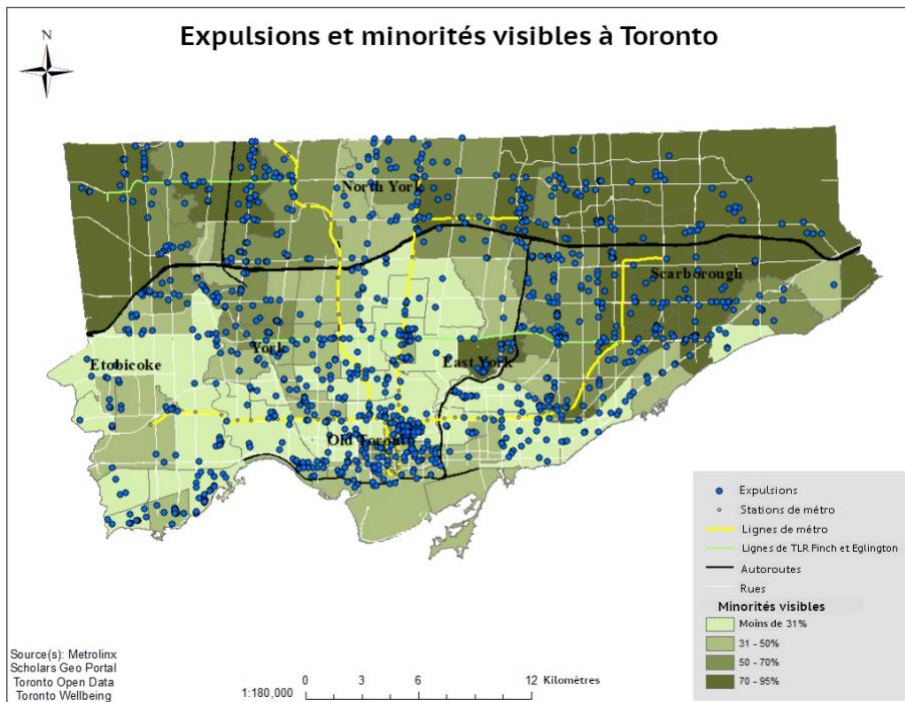 Expulsions et minorités visibles à Toronto
N
North York
Scarborough
York
Etobicoke
East York
Old Toronto
Expulsions
Stations de métro
Lignes de métro
Lignes de TLR Finch et Eglington
Autoroutes
Rues
Minorités visibles
Moins de 31%
31 - 50%
50 - 70%
70 - 95%
Source(s): Metrolinx
Scholars Geo Portal
Toronto Open Data
Toronto Wellbeing
1:180,000
0 3 6 12 Kilomètres